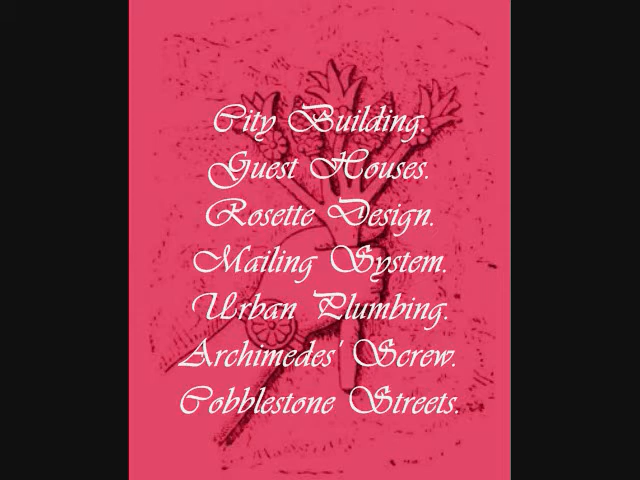 City Building.
Guest Houses.
Rosette Design.
Mailing System.
Urban Plumbing.
Archimedes' Screw.
Cobblestone Streets.